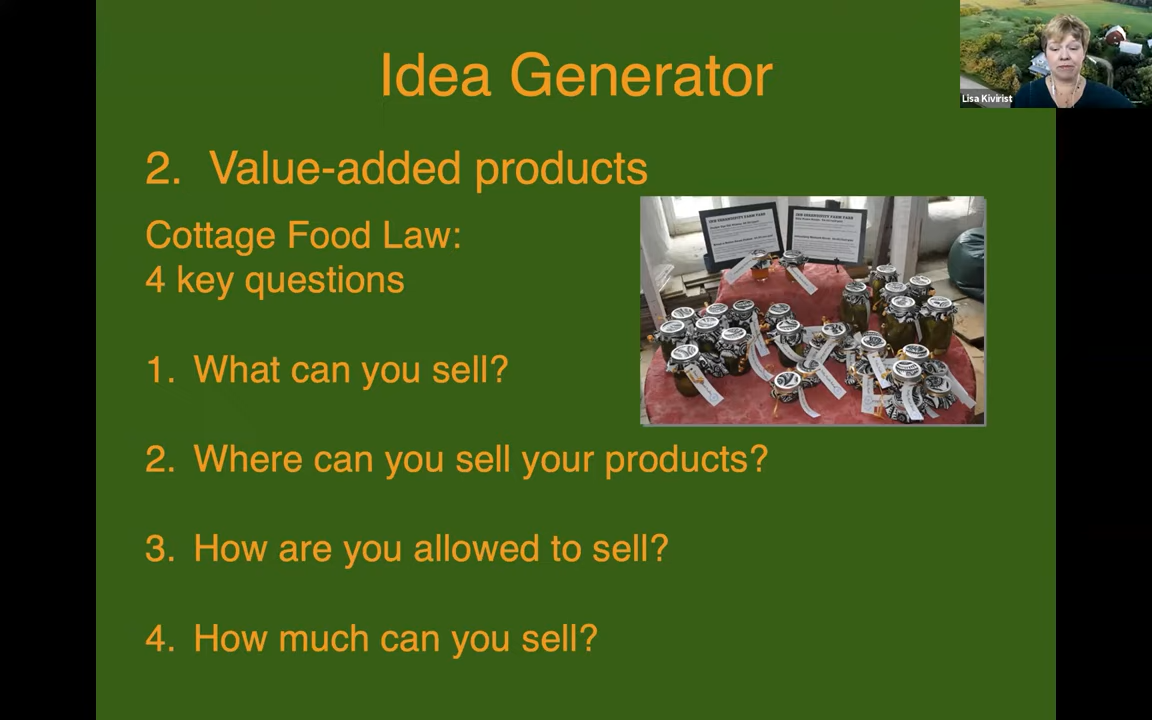 Idea Generator
Lisa Kivirist
2. Value-added products
Cottage Food Law:
4 key questions
1. What can you sell?
2. Where can you sell your products?
3. How are you allowed to sell?
4. How much can you sell?